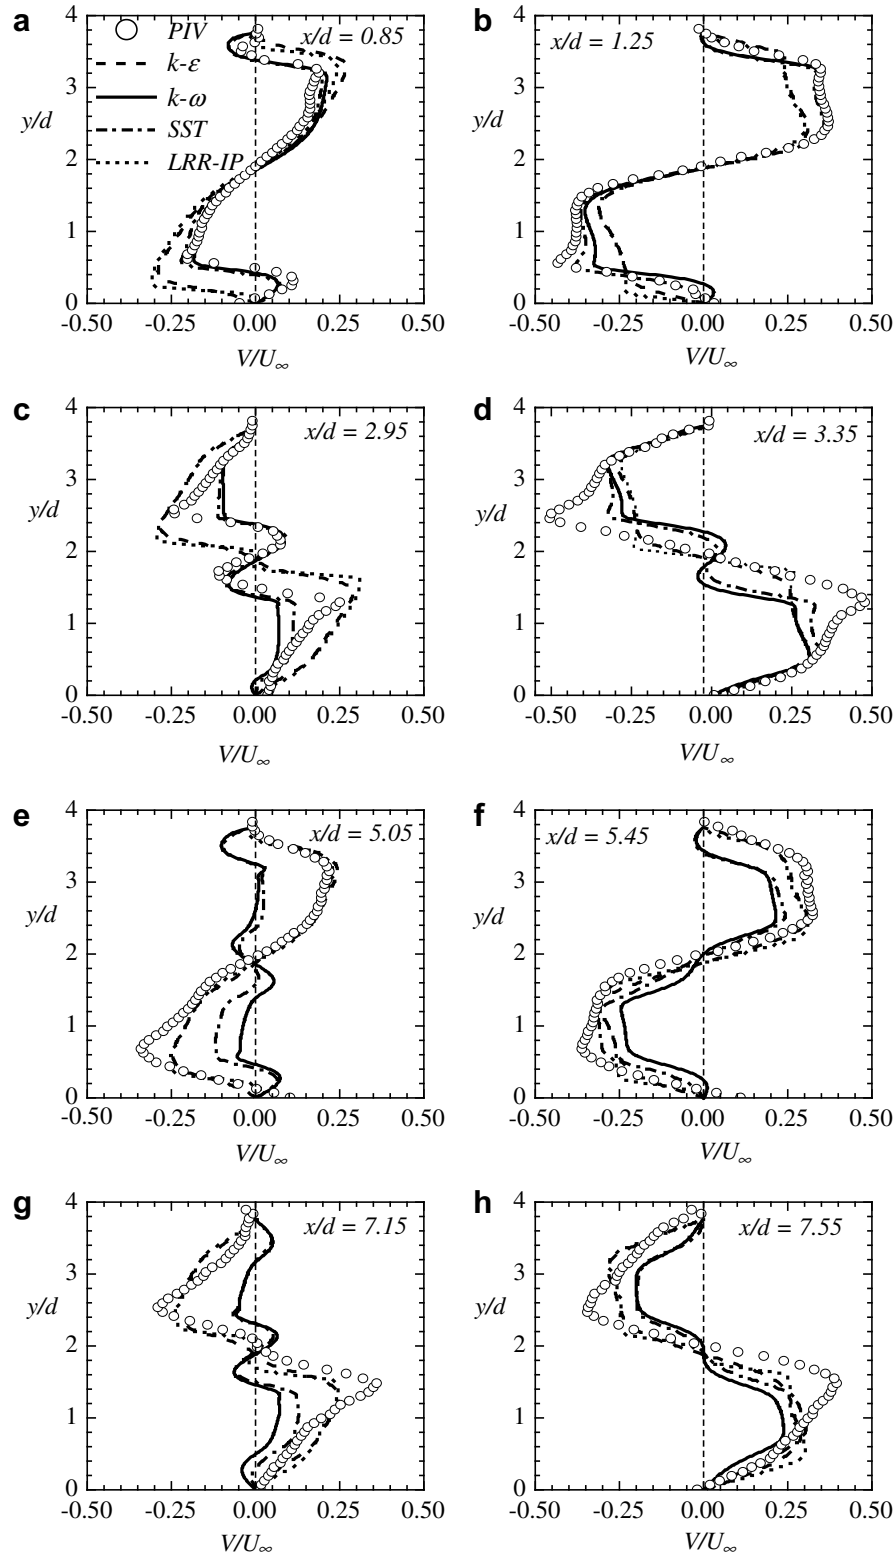 a
b
4
PIV
x/d = 0.85
k-ε
k-ω
SST
LRR-IP
3
y/d
2
1
0
-0.50 -0.25 0.00 0.25 0.50
V/U∞
4
x/d = 1.25
3
y/d
2
1
0
-0.50 -0.25 0.00 0.25 0.50
V/U∞
c
4
x/d = 2.95
3
y/d
2
1
0
-0.50 -0.25 0.00 0.25 0.50
V/U∞
d
4
x/d = 3.35
3
y/d
2
1
0
-0.50 -0.25 0.00 0.25 0.50
V/U∞
e
4
x/d = 5.05
3
y/d
2
1
0
-0.50 -0.25 0.00 0.25 0.50
V/U∞
f
4
x/d = 5.45
3
y/d
2
1
0
-0.50 -0.25 0.00 0.25 0.50
V/U∞
g
4
x/d = 7.15
3
y/d
2
1
0
-0.50 -0.25 0.00 0.25 0.50
V/U∞
h
4
x/d = 7.55
3
y/d
2
1
0
-0.50 -0.25 0.00 0.25 0.50
V/U∞